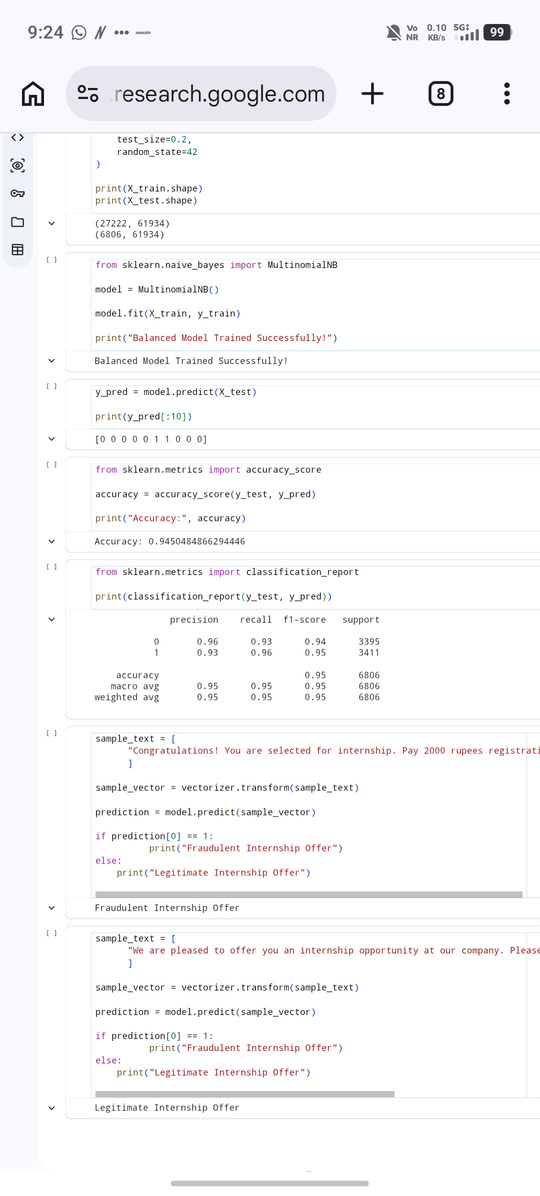 9:24
Vo
NR
0.10
KB/s
5G
99
research.google.com
8
test_size=0.2,
random_state=42
)
print(X_train.shape)
print(X_test.shape)
(27222, 61934)
(6806, 61934)
[ ]
from sklearn.naive_bayes import MultinomialNB
model = MultinomialNB()
model.fit(X_train, y_train)
print("Balanced Model Trained Successfully!")
Balanced Model Trained Successfully!
[ ]
y_pred = model.predict(X_test)
print(y_pred[:10])
[0 0 0 0 0 1 1 0 0 0]
[ ]
from sklearn.metrics import accuracy_score
accuracy = accuracy_score(y_test, y_pred)
print("Accuracy:", accuracy)
Accuracy: 0.9450484866294446
[ ]
from sklearn.metrics import classification_report
print(classification_report(y_test, y_pred))
precision recall f1-score support
0 0.96 0.93 0.94 3395
1 0.93 0.96 0.95 3411
accuracy 0.95 6806
macro avg 0.95 0.95 0.95 6806
weighted avg 0.95 0.95 0.95 6806
[ ]
sample_text = [
"Congratulations! You are selected for internship. Pay 2000 rupees registrati
]
sample_vector = vectorizer.transform(sample_text)
prediction = model.predict(sample_vector)
if prediction[0] == 1:
print("Fraudulent Internship Offer")
else:
print("Legitimate Internship Offer")
Fraudulent Internship Offer
[ ]
sample_text = [
"We are pleased to offer you an internship opportunity at our company. Please
]
sample_vector = vectorizer.transform(sample_text)
prediction = model.predict(sample_vector)
if prediction[0] == 1:
print("Fraudulent Internship Offer")
else:
print("Legitimate Internship Offer")
Legitimate Internship Offer